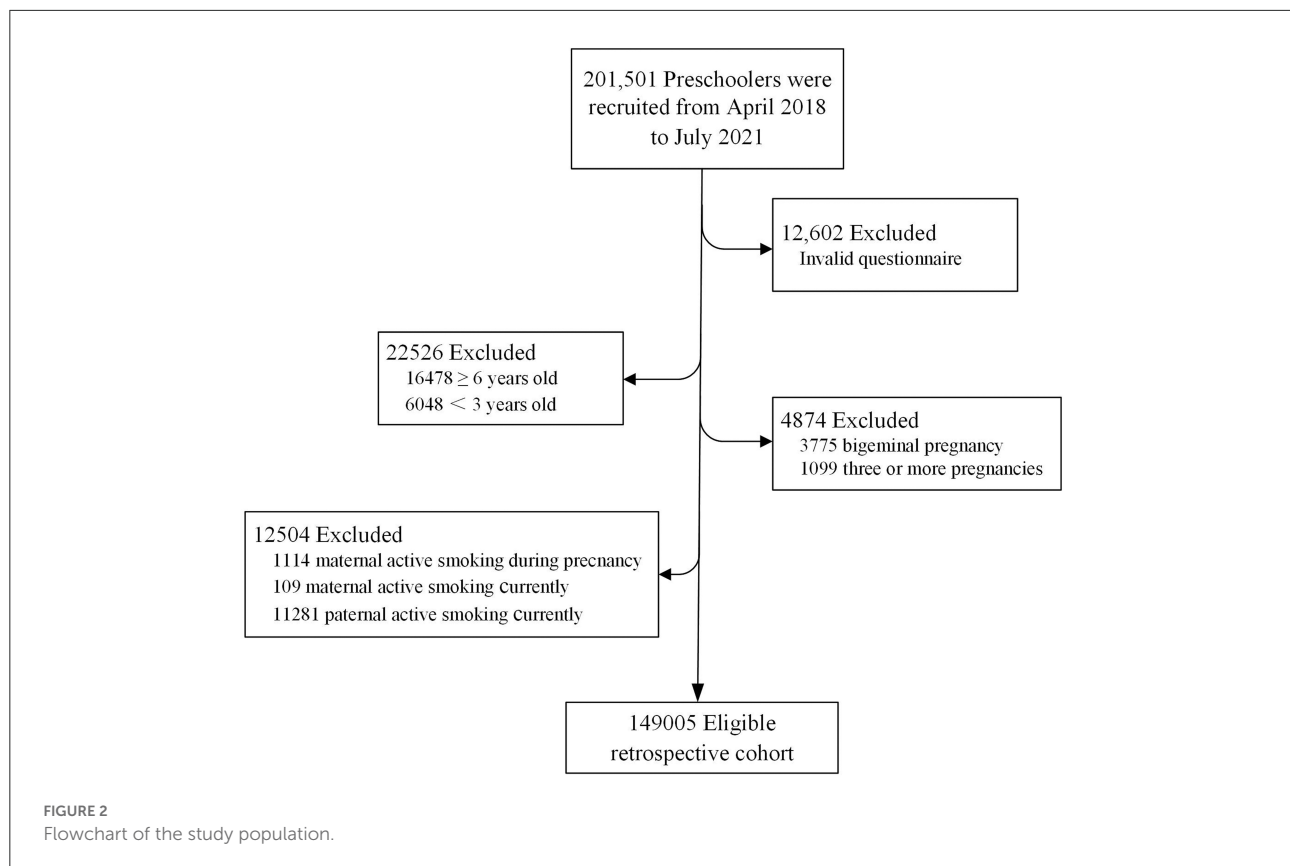 201,501 Preschoolers were
recruited from April 2018
to July 2021
12,602 Excluded
Invalid questionnaire
22526 Excluded
16478 ≥ 6 years old
6048 < 3 years old
4874 Excluded
3775 bigeminal pregnancy
1099 three or more pregnancies
12504 Excluded
1114 maternal active smoking during precnancy
109 maternal active smoking currently
11281 paternal active smoking currently
149005 Eligible
retrospective cohort
FIGURE 2
Flowchart of the study population.